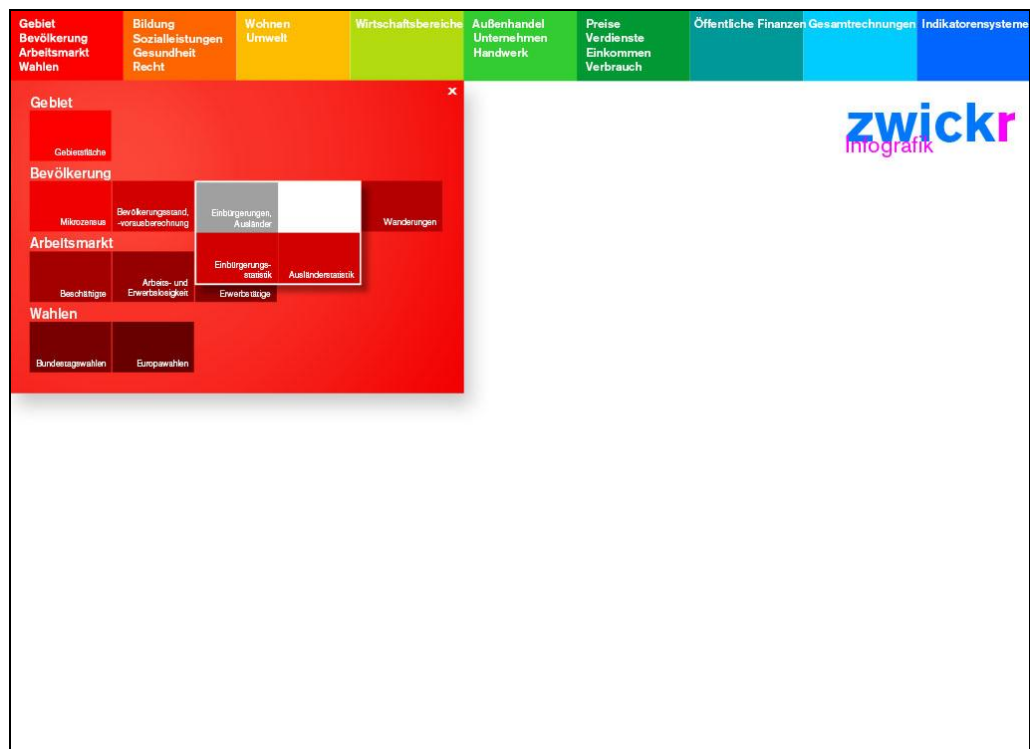 Gebiet
Bevölkerung
Arbeitsmarkt
Wahlen
Bildung
Sozialleistungen
Gesundheit
Recht
Wohnen
Umwelt
Wirtschaftsbereiche
Außenhandel
Unternehmen
Handwerk
Preise
Verdienste
Einkommen
Verbrauch
Öffentliche Finanzen
Gesamtrechnungen
Indikatorensysteme
x
Gebiet
Gebietsfläche
Bevölkerung
Mikrozensus
Bevölkerungsstand,
-vorausberechnung
Einbürgerungen,
Ausländer
Wanderungen
Einbürgerungs-
statistik
Ausländerstatistik
Arbeitsmarkt
Beschäftigte
Arbeits- und
Erwerbslosigkeit
Erwerbstätige
Wahlen
Bundestagswahlen
Europawahlen
zwickr
Infografik